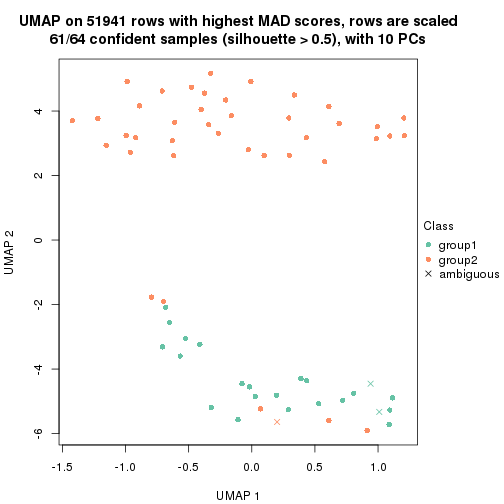 UMAP on 51941 rows with highest MAD scores, rows are scaled
61/64 confident samples (silhouette > 0.5), with 10 PCs
4
2
0
-2
-4
-6
UMAP 2
-1.5 -1.0 -0.5 0.0 0.5 1.0
UMAP 1
Class
group1
group2
ambiguous